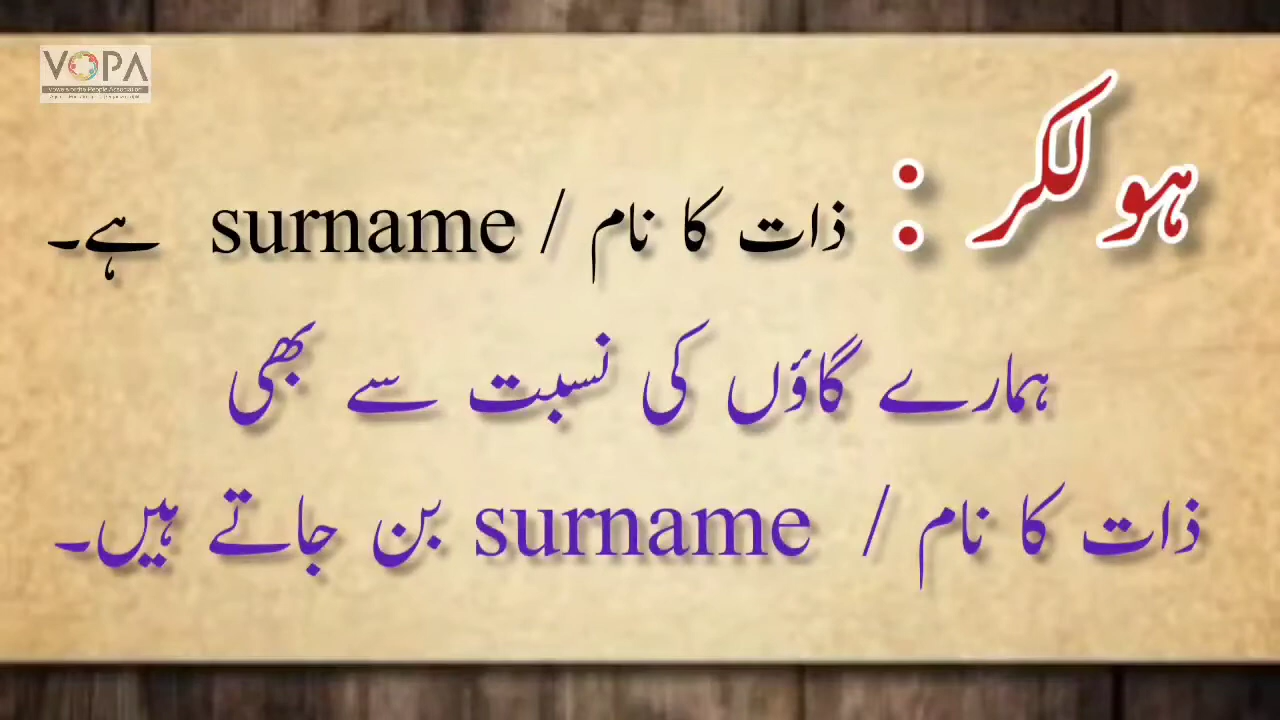 VOPA
ہولکر : ذات کا نام / surname ہے۔
ہمارے گاؤں کی نسبت سے بھی
ذات کا نام / surname بن جاتے ہیں۔